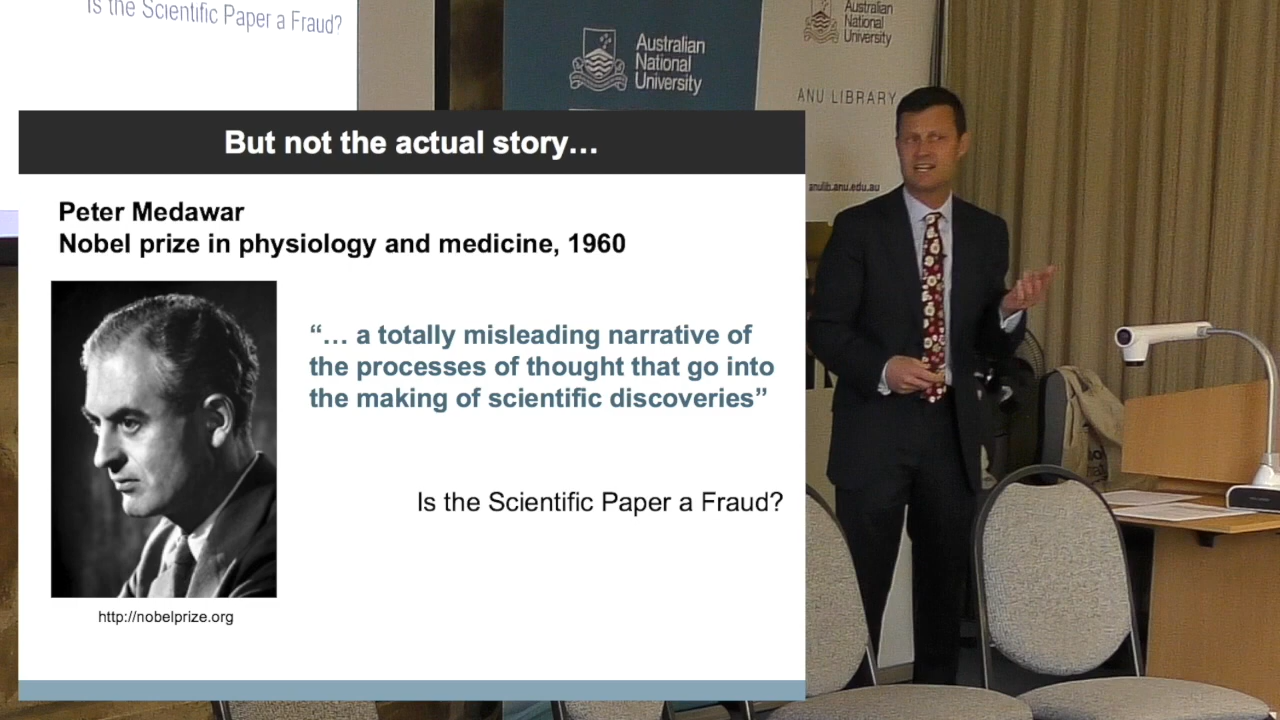 Is the Scientific Paper a Fraud?
Australian
National
University
Australian
National
University
ANU LIBRARY
anulib.anu.edu.au
But not the actual story…
Peter Medawar
Nobel prize in physiology and medicine, 1960
“… a totally misleading narrative of
the processes of thought that go into
the making of scientific discoveries”
Is the Scientific Paper a Fraud?
http://nobelprize.org